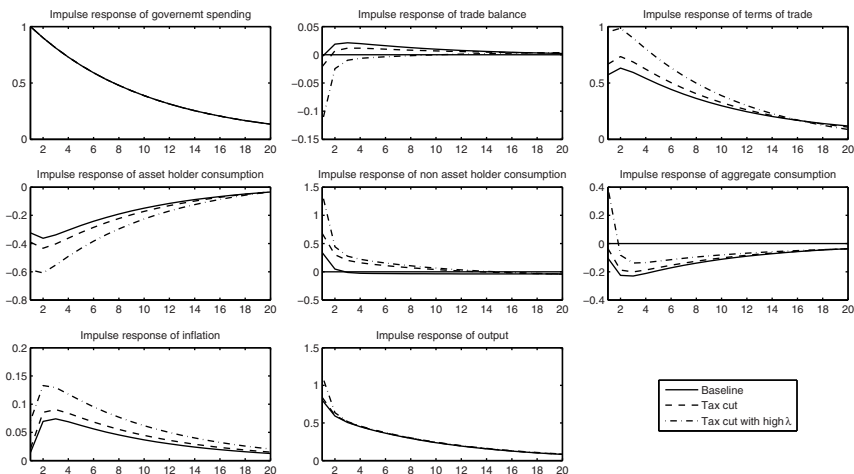 Impulse response of governemt spending
Impulse response of trade balance
Impulse response of terms of trade
1
0.5
0
2 4 6 8 10 12 14 16 18 20
0.05
0
−0.05
−0.1
−0.15
2 4 6 8 10 12 14 16 18 20
1
0.5
0
2 4 6 8 10 12 14 16 18 20
Impulse response of asset holder consumption
Impulse response of non asset holder consumption
Impulse response of aggregate consumption
0
−0.2
−0.4
−0.6
−0.8
2 4 6 8 10 12 14 16 18 20
1.5
1.0
0.5
0
−0.5
2 4 6 8 10 12 14 16 18 20
0.4
0.2
0
−0.2
−0.4
2 4 6 8 10 12 14 16 18 20
Impulse response of inflation
Impulse response of output
0.2
0.15
0.1
0.05
0
2 4 6 8 10 12 14 16 18 20
1.5
1
0.5
0
2 4 6 8 10 12 14 16 18 20
Baseline
Tax cut
Tax cut with high λ